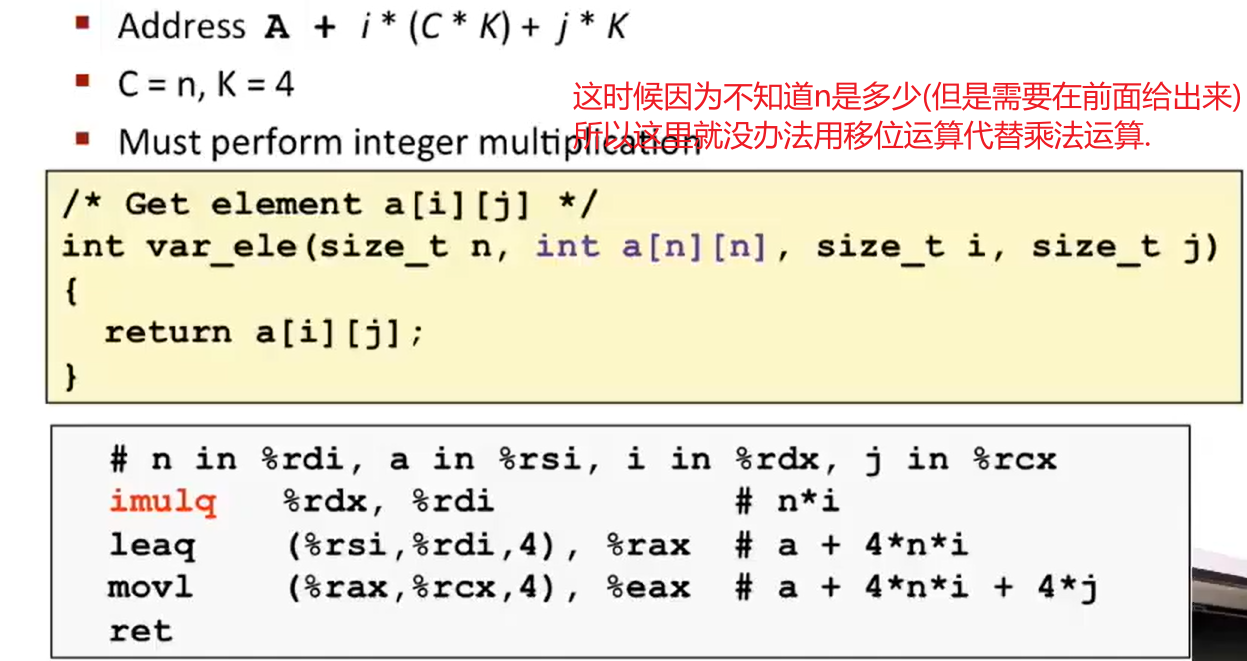 ▪ Address A + i * (C * K) + j * K
▪ C = n, K = 4
这时候因为不知道n是多少(但是需要在前面给出来)
所以这里就没办法用移位运算代替乘法运算.
▪ Must perform integer multiplication
/* Get element a[i][j] */
int var_ele(size_t n, int a[n][n], size_t i, size_t j)
{
return a[i][j];
}
# n in %rdi, a in %rsi, i in %rdx, j in %rcx
imulq %rdx, %rdi # n*i
leaq (%rsi,%rdi,4), %rax # a + 4*n*i
movl (%rax,%rcx,4), %eax # a + 4*n*i + 4*j
ret